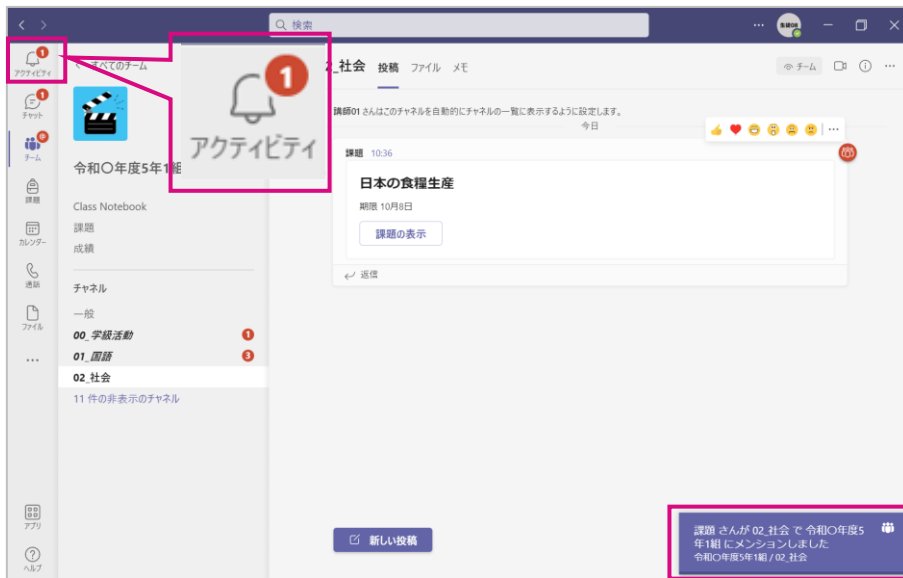 検索
生徒08
1
アクティビティ
1
チャット
チーム
課題
カレンダー
通話
ファイル
アプリ
ヘルプ
すべてのチーム
令和〇年度5年1組
Class Notebook
課題
成績
チャネル
一般
00_学級活動 1
01_国語 3
02_社会
11 件の非表示のチャネル
1
アクティビティ
2_社会 投稿 ファイル メモ
チーム
講師01 さんはこのチャネルを自動的にチャネルの一覧に表示するように設定します。
今日
課題 10:36
日本の食糧生産
期限 10月8日
課題の表示
返信
新しい投稿
課題 さんが 02_社会 で 令和〇年度5
年1組 にメンションしました
令和〇年度5年1組 / 02_社会